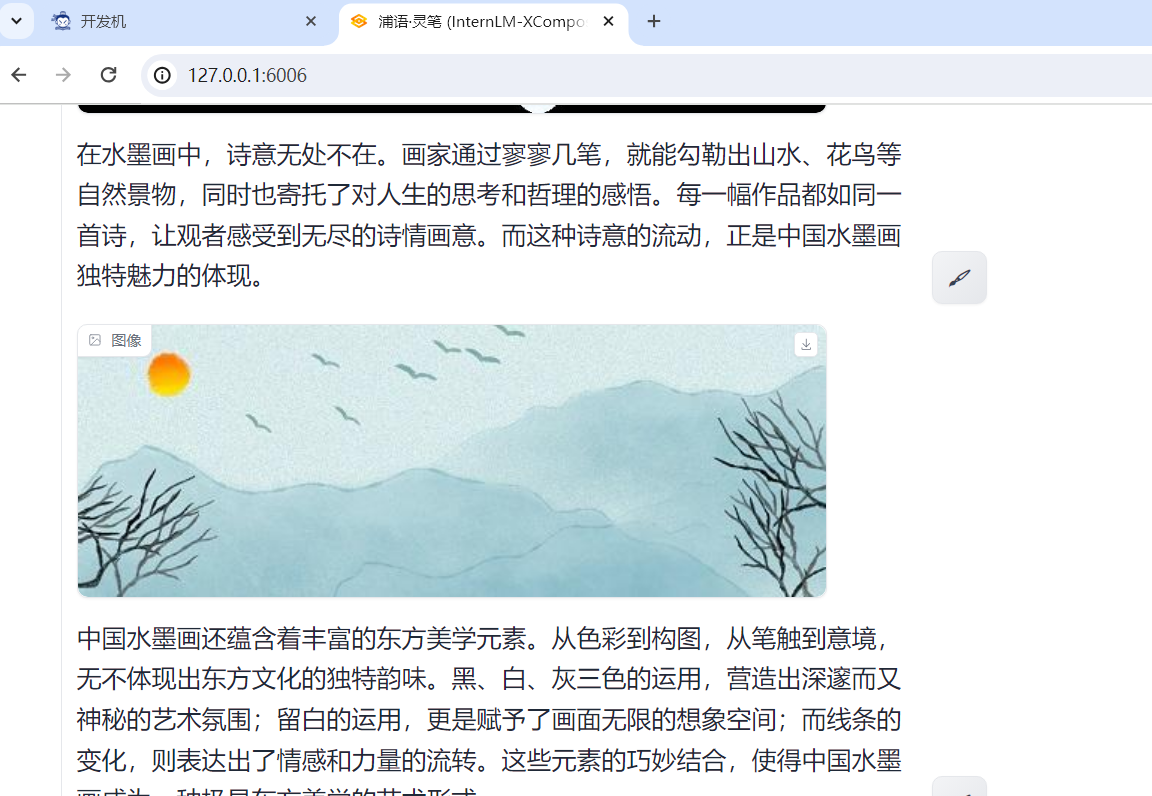 开发机
浦语·灵笔 (InternLM-XCompo
127.0.0.1:6006
在水墨画中，诗意无处不在。画家通过寥寥几笔，就能勾勒出山水、花鸟等
自然景物，同时也寄托了对人生的思考和哲理的感悟。每一幅作品都如同一
首诗，让观者感受到无尽的诗情画意。而这种诗意的流动，正是中国水墨画
独特魅力的体现。
图像
中国水墨画还蕴含着丰富的东方美学元素。从色彩到构图，从笔触到意境，
无不体现出东方文化的独特韵味。黑、白、灰三色的运用，营造出深邃而又
神秘的艺术氛围；留白的运用，更是赋予了画面无限的想象空间；而线条的
变化，则表达出了情感和力量的流转。这些元素的巧妙结合，使得中国水墨